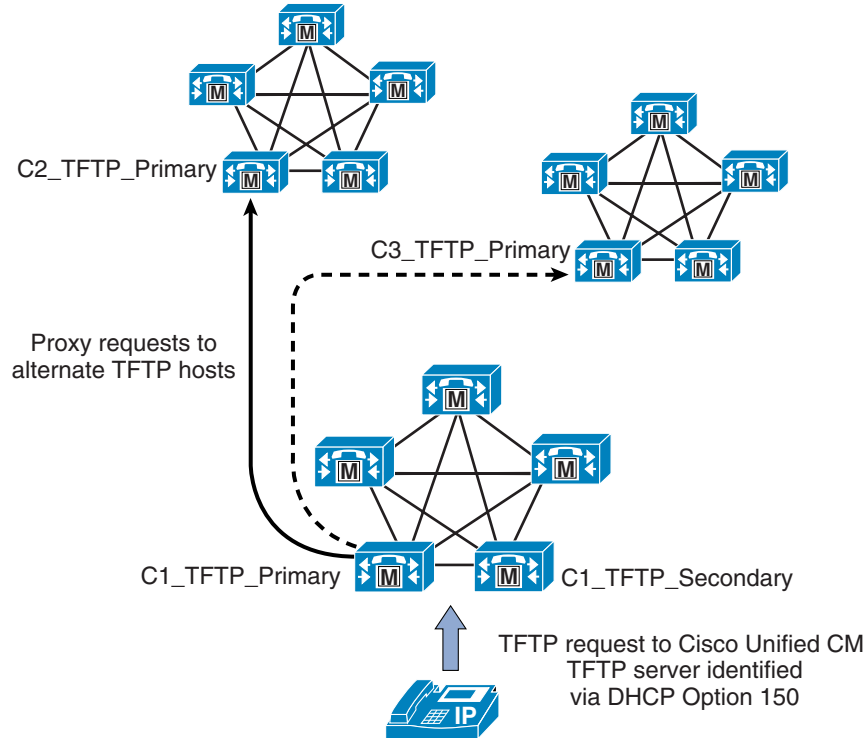 M
M
M
M
M
C2_TFTP_Primary
M
M
M
M
M
C3_TFTP_Primary
Proxy requests to
alternate TFTP hosts
M
M
M
M
M
C1_TFTP_Primary
C1_TFTP_Secondary
TFTP request to Cisco Unified CM
TFTP server identified
via DHCP Option 150
IP